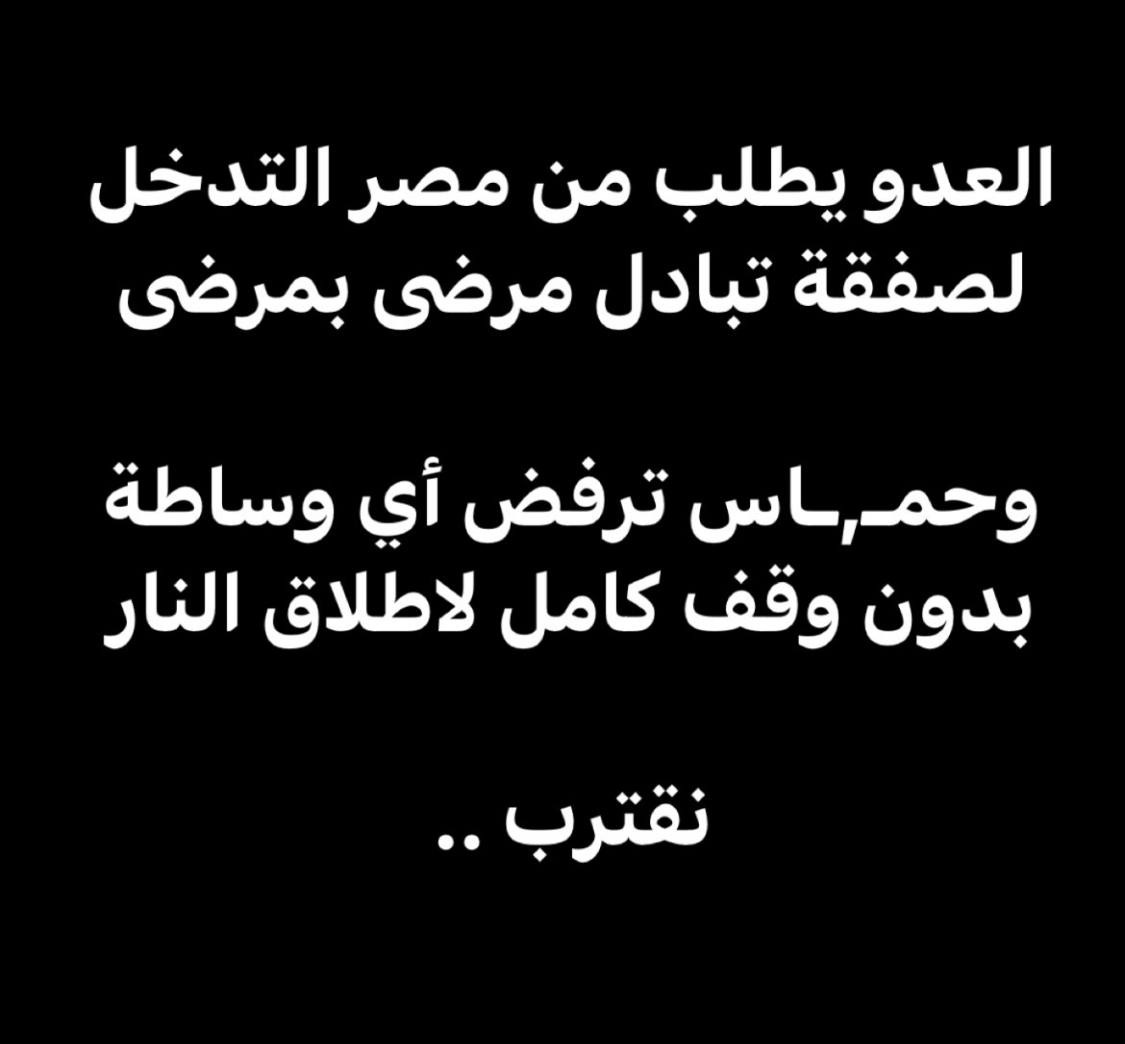 العدو يطلب من مصر التدخل
لصفقة تبادل مرضى بمرضى
وحمـ,ـاس ترفض أي وساطة
بدون وقف كامل لاطلاق النار
نقترب ..